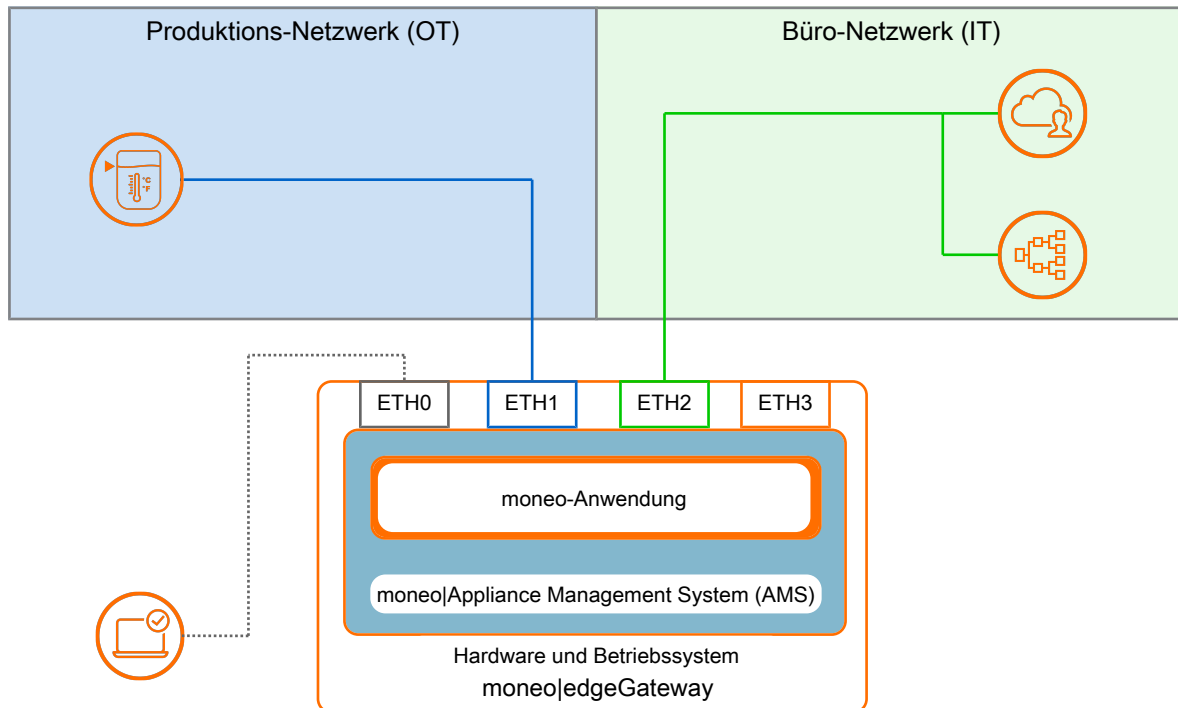 Produktions-Netzwerk (OT)
Büro-Netzwerk (IT)
°C
°F
ETH0
ETH1
ETH2
ETH3
moneo-Anwendung
moneo|Appliance Management System (AMS)
Hardware und Betriebssystem
moneo|edgeGateway